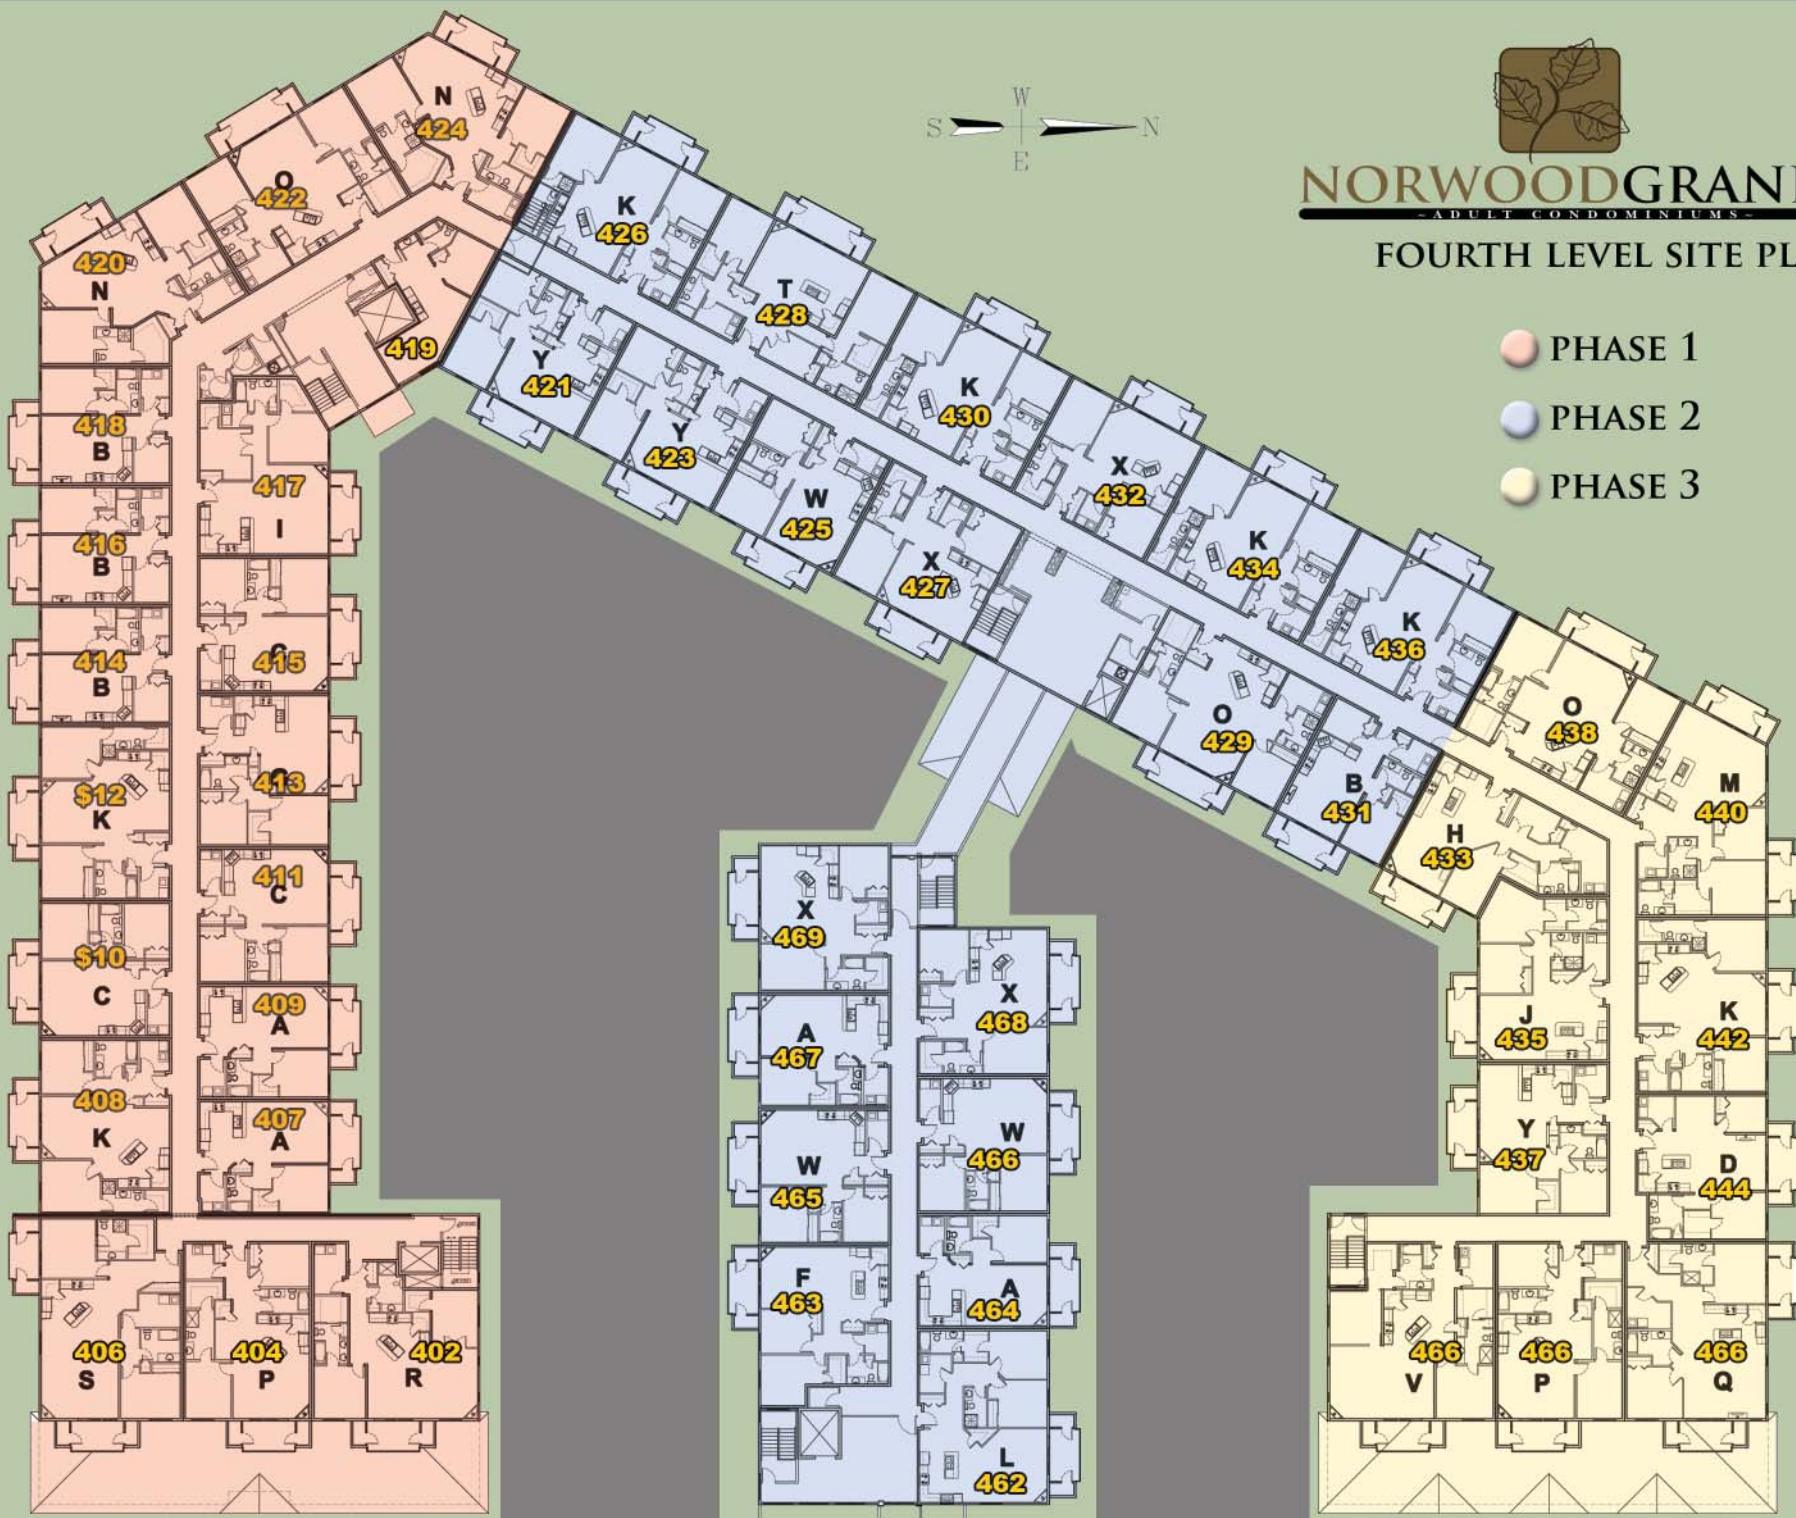 W
S N
E
NORWOODGRAN
~ADULT CONDOMINIUMS~
FOURTH LEVEL SITE PL
PHASE 1
PHASE 2
PHASE 3
N
424
O
422
420
N
419
418
B
417
I
416
B
415
414
B
413
$12
K
411
C
$10
C
409
A
408
K
407
A
406
S
404
P
402
R
K
426
T
428
Y
421
Y
423
K
430
W
425
X
432
X
427
K
434
K
436
O
429
B
431
X
469
X
468
A
467
W
466
W
465
A
464
F
463
L
462
O
438
M
440
H
433
J
435
K
442
Y
437
D
444
466
V
466
P
466
Q